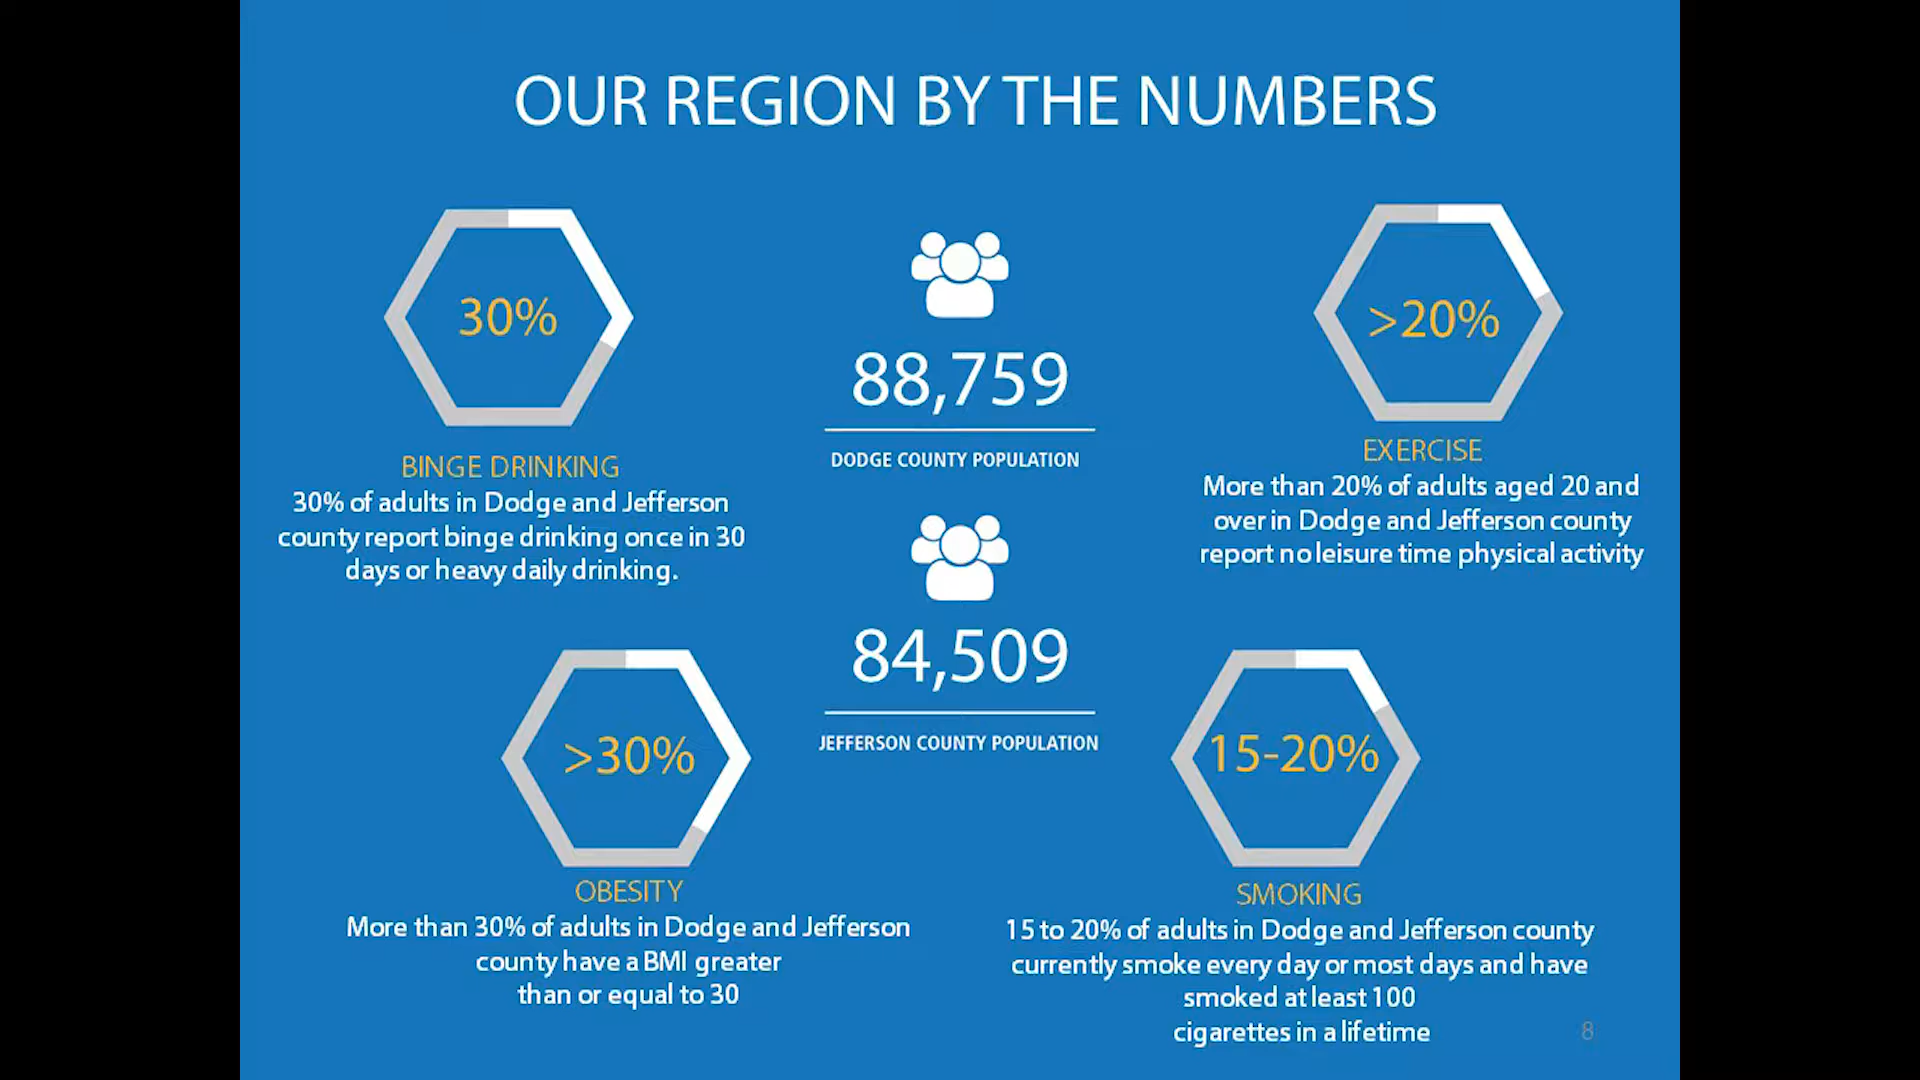 OUR REGION BY THE NUMBERS
30%
BINGE DRINKING
30% of adults in Dodge and Jefferson
county report binge drinking once in 30
days or heavy daily drinking.
88,759
DODGE COUNTY POPULATION
>20%
EXERCISE
More than 20% of adults aged 20 and
over in Dodge and Jefferson county
report no leisure time physical activity
84,509
JEFFERSON COUNTY POPULATION
>30%
OBESITY
More than 30% of adults in Dodge and Jefferson
county have a BMI greater
than or equal to 30
15-20%
SMOKING
15 to 20% of adults in Dodge and Jefferson county
currently smoke every day or most days and have
smoked at least 100
cigarettes in a lifetime
8